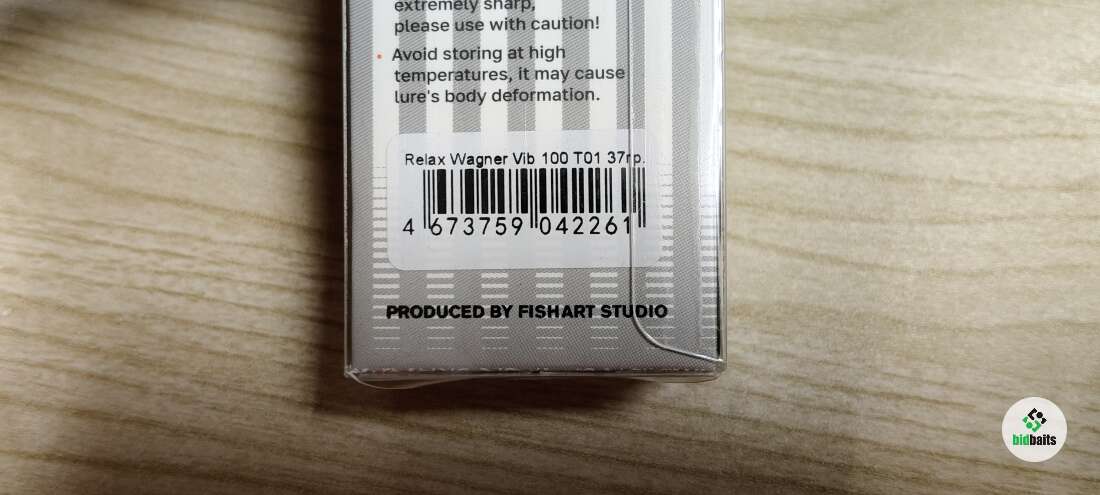 extremely sharp,
please use with caution!
• Avoid storing at high
temperatures, it may cause
lure's body deformation.
Relax Wagner Vib 100 T01 37гр.
4 673759 042261
PRODUCED BY FISHART STUDIO
bidbaits